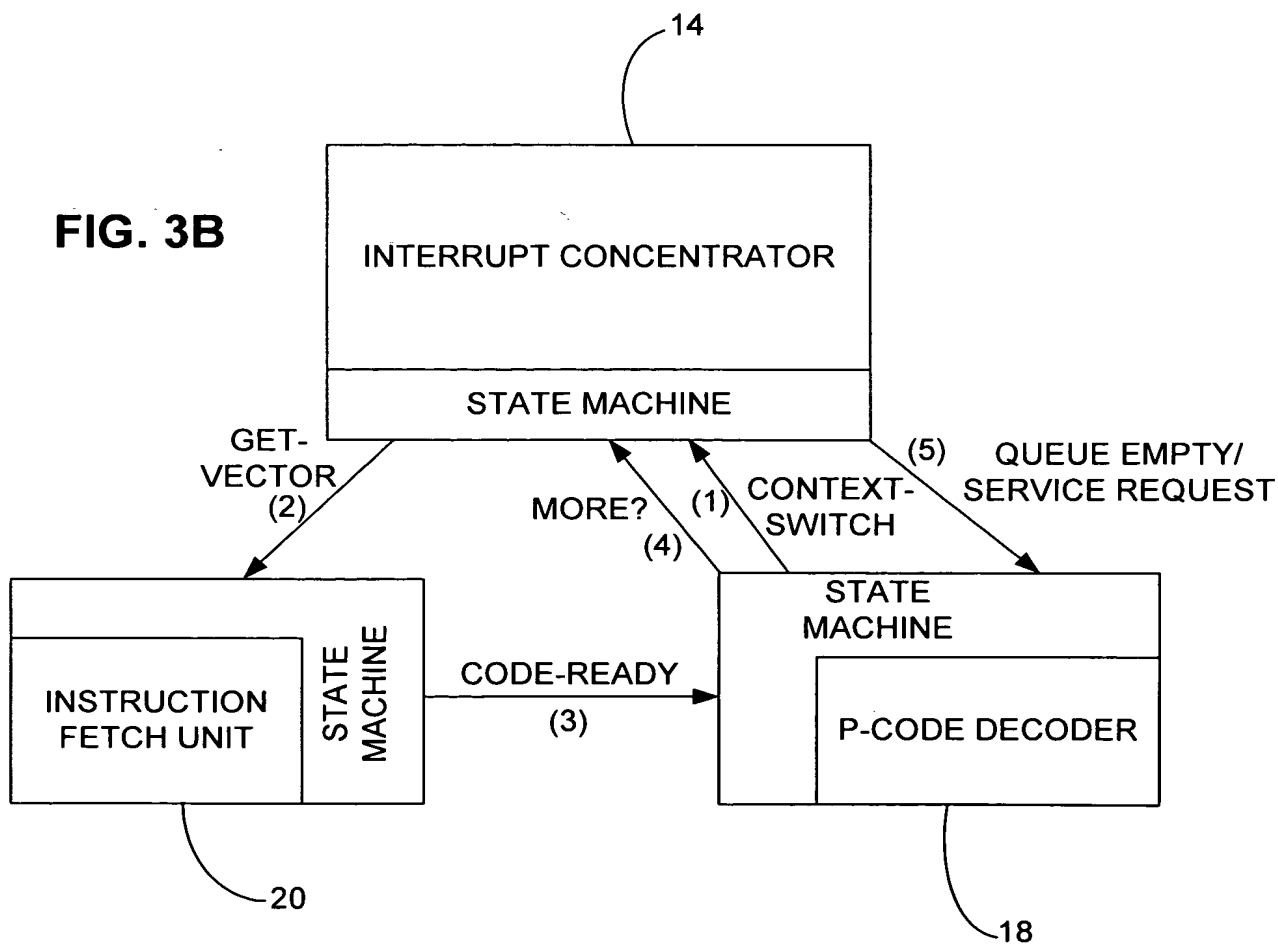 14
FIG. 3B
INTERRUPT CONCENTRATOR
STATE MACHINE
GET-
VECTOR
(2)
MORE?
(4)
(1)
CONTEXT-
SWITCH
(5)
QUEUE EMPTY/
SERVICE REQUEST
STATE
MACHINE
INSTRUCTION
FETCH UNIT
CODE-READY
(3)
STATE
MACHINE
P-CODE DECODER
20
18